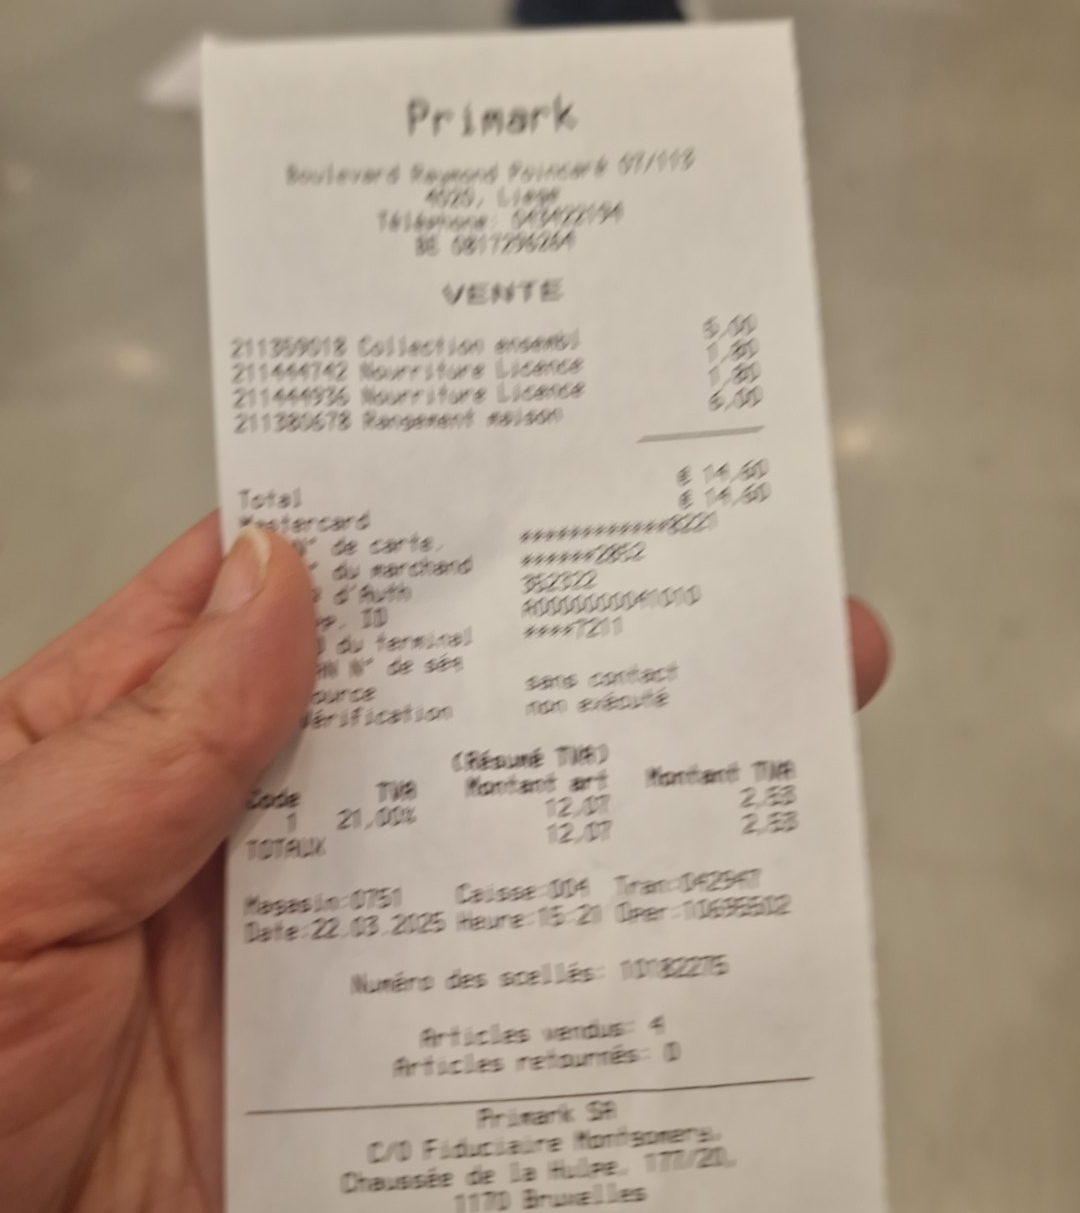 Primark
Boulevard Raymond Poincaré 07/113
4020, Liege
Téléphone: 043422194
BE 0817296264
VENTE
211359018 Collection ensembl 5,00
211444742 Nourriture Licence 1,80
211444936 Nourriture Licence 1,80
211380678 Rangement maison 6,00
Total € 14,60
Mastercard € 14,60
N° de carte. ************6221
du marchand ******2852
d'Auth 352322
ID A0000000041010
du terminal ****7211
N° de sés
ource sans contact
érification non exécuté
(Résumé TVA)
Code TVA Montant art Montant TVA
1 21,00% 12,07 2,53
TOTAUX 12,07 2,53
Magasin:0751 Caisse:004 Tran:042947
Date:22.03.2025 Heure:15:21 Oper:10695502
Numéro des scellés: 10182275
Articles vendus: 4
Articles retournés: 0
Primark SA
C/O Fiduciaire Montgomery,
Chaussée de la Hulpe, 177/20,
1170 Bruxelles